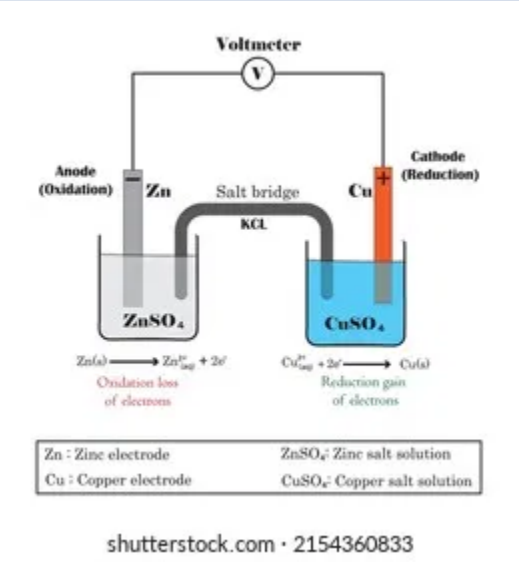 Voltmeter
V
Anode
(Oxidation)
−
Zn
Salt bridge
KCL
Cu
+
Cathode
(Reduction)
ZnSO₄
CuSO₄
Zn(s) ⟶ Zn²⁺(aq) + 2e⁻
Oxidation loss
of electrons
Cu²⁺(aq) + 2e⁻ ⟶ Cu(s)
Reduction gain
of electrons
Zn : Zinc electrode
ZnSO₄: Zinc salt solution
Cu : Copper electrode
CuSO₄: Copper salt solution
shutterstock.com · 2154360833